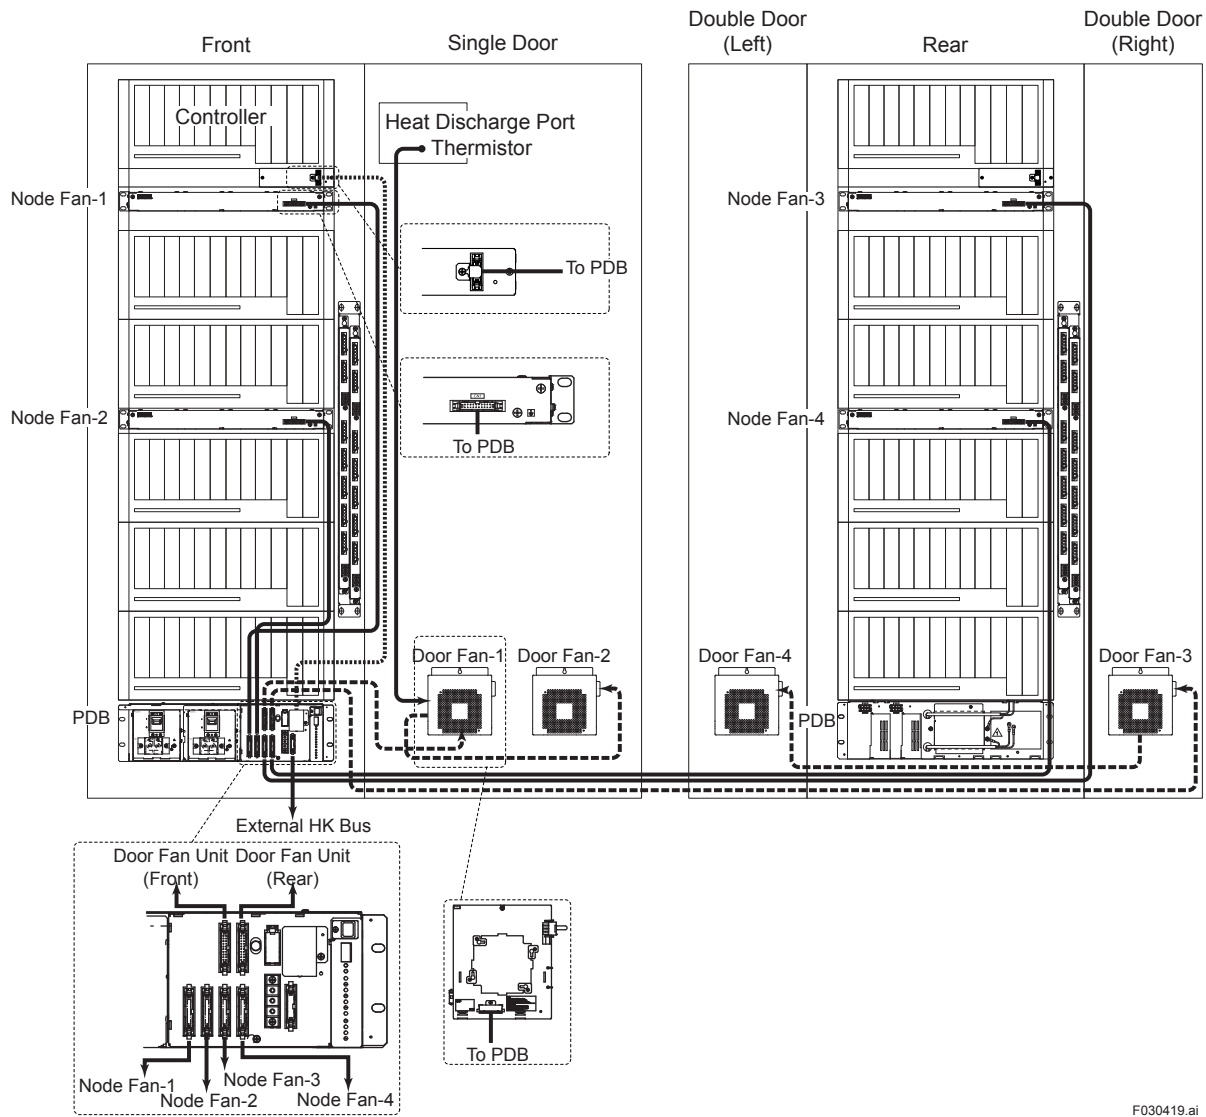 Front
Single Door
Double Door
(Left)
Rear
Double Door
(Right)
Controller
Heat Discharge Port
Thermistor
Node Fan-1
Node Fan-3
To PDB
To PDB
Node Fan-2
Node Fan-4
Door Fan-1
Door Fan-2
Door Fan-4
Door Fan-3
PDB
PDB
External HK Bus
Door Fan Unit
(Front)
Door Fan Unit
(Rear)
To PDB
Node Fan-1
Node Fan-2
Node Fan-3
Node Fan-4
F030419.ai